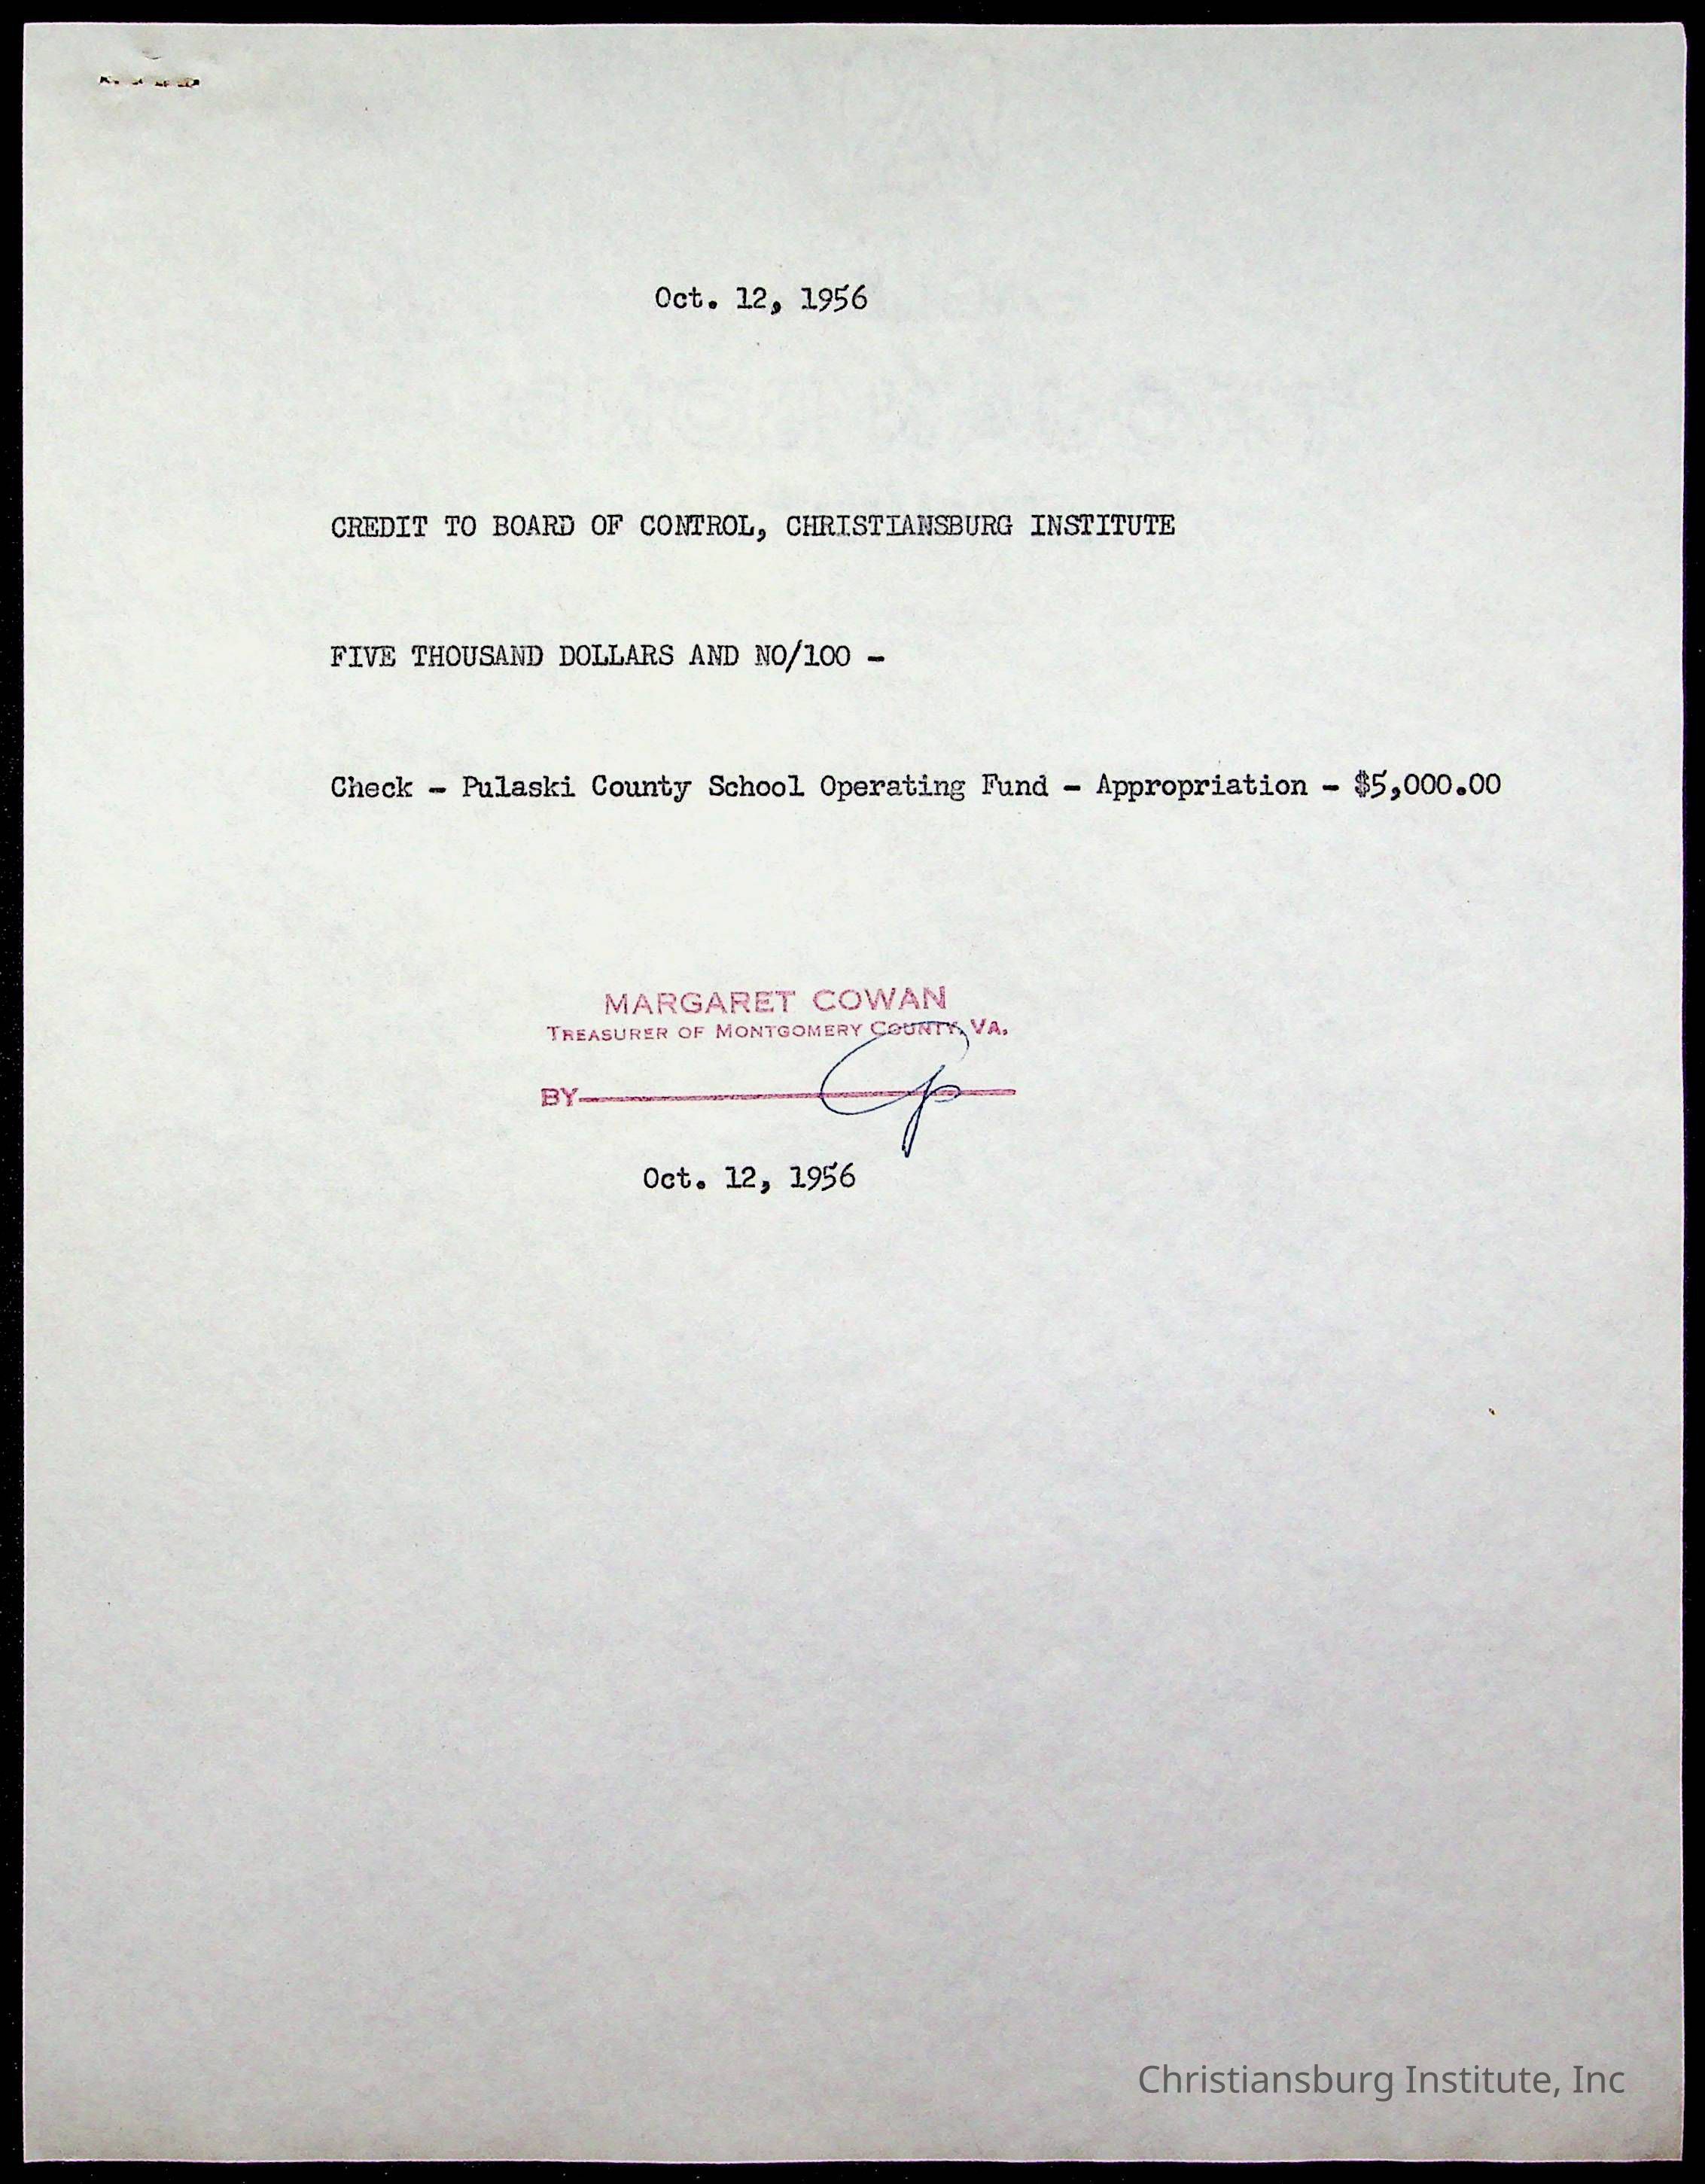 Oct. 12, 1956
CREDIT TO BOARD OF CONTROL, CHRISTIANSBURG INSTITUTE
FIVE THOUSAND DOLLARS AND NO/100 -
Check - Pulaski County School Operating Fund - Appropriation - $5,000.00
MARGARET COWAN
TREASURER OF MONTGOMERY COUNTY, VA.
BY
Oct. 12, 1956
Christiansburg Institute, Inc